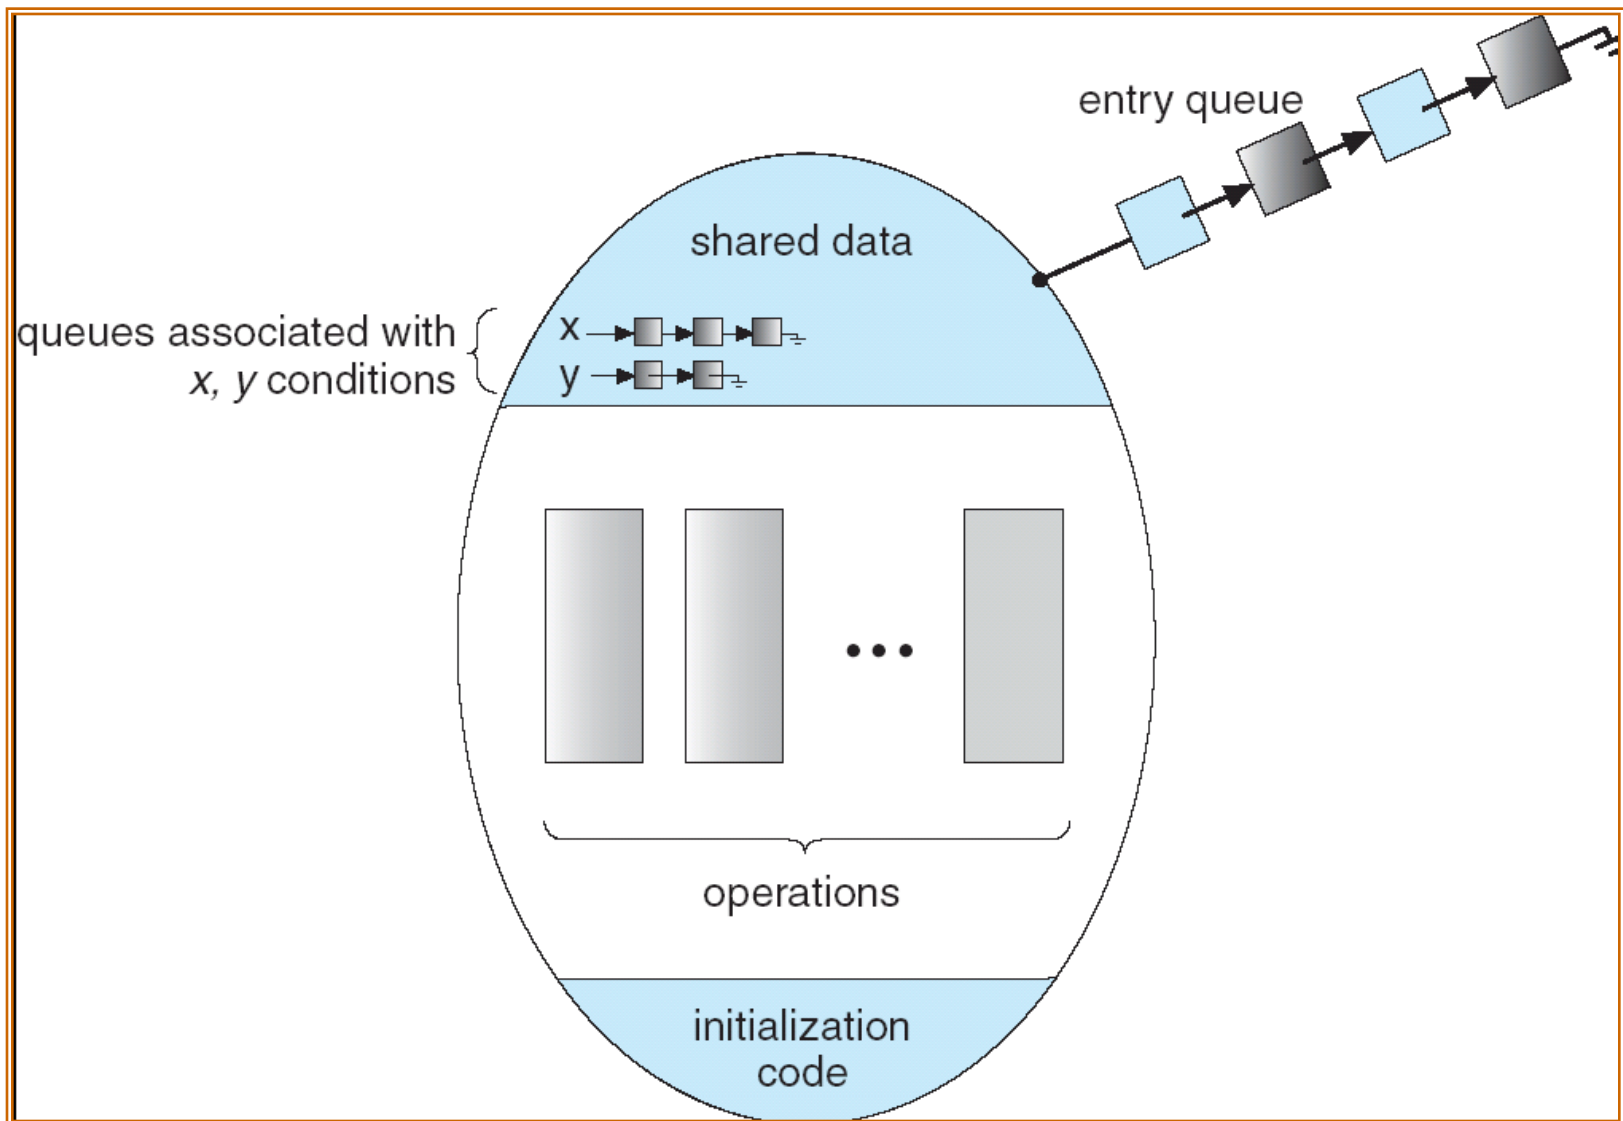 entry queue
shared data
queues associated with
x, y conditions
x
y
operations
initialization
code